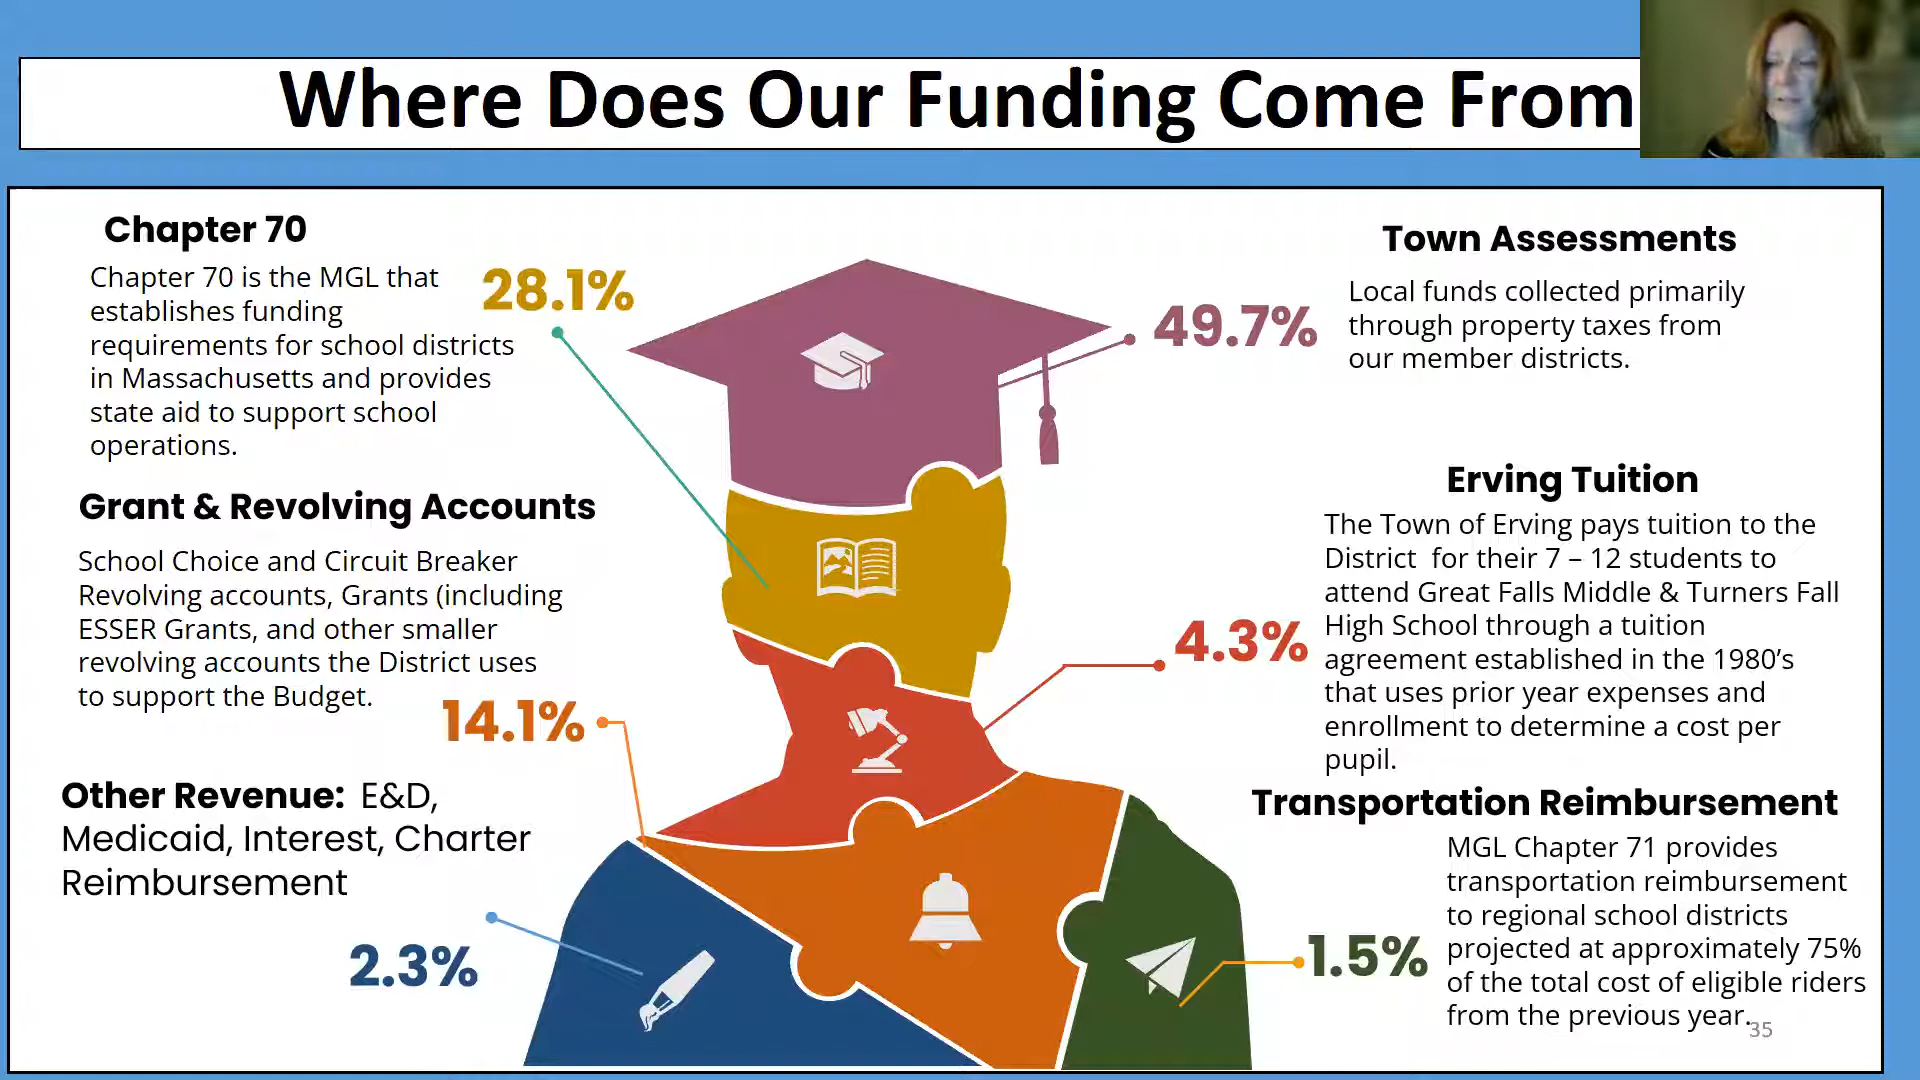 Where Does Our Funding Come From
Chapter 70
Chapter 70 is the MGL that
establishes funding
requirements for school districts
in Massachusetts and provides
state aid to support school
operations.
28.1%
Grant & Revolving Accounts
School Choice and Circuit Breaker
Revolving accounts, Grants (including
ESSER Grants, and other smaller
revolving accounts the District uses
to support the Budget.
14.1%
Other Revenue: E&D,
Medicaid, Interest, Charter
Reimbursement
2.3%
Town Assessments
49.7%
Local funds collected primarily
through property taxes from
our member districts.
Erving Tuition
The Town of Erving pays tuition to the
District for their 7 – 12 students to
attend Great Falls Middle & Turners Fall
High School through a tuition
agreement established in the 1980’s
that uses prior year expenses and
enrollment to determine a cost per
pupil.
4.3%
Transportation Reimbursement
MGL Chapter 71 provides
transportation reimbursement
to regional school districts
projected at approximately 75%
of the total cost of eligible riders
from the previous year.
1.5%
35